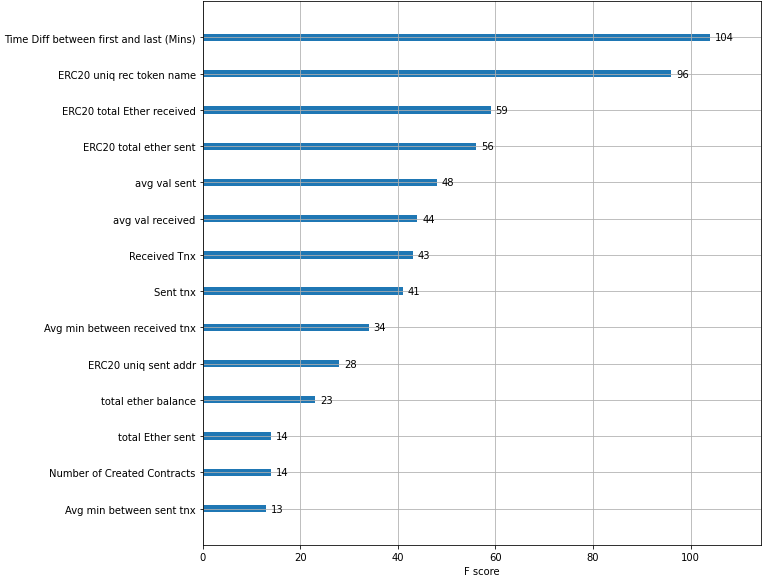 Time Diff between first and last (Mins) 104
ERC20 uniq rec token name 96
ERC20 total Ether received 59
ERC20 total ether sent 56
avg val sent 48
avg val received 44
Received Tnx 43
Sent tnx 41
Avg min between received tnx 34
ERC20 uniq sent addr 28
total ether balance 23
total Ether sent 14
Number of Created Contracts 14
Avg min between sent tnx 13
0 20 40 60 80 100
F score